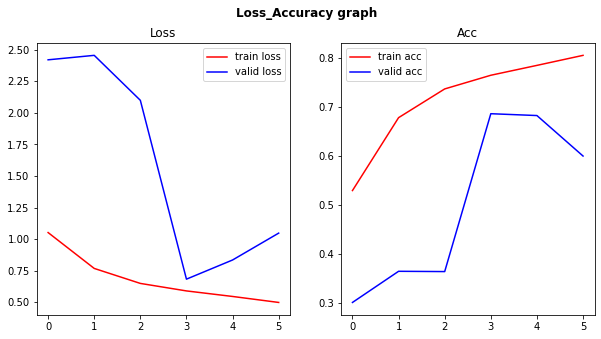 Loss_Accuracy graph
Loss
2.50
2.25
2.00
1.75
1.50
1.25
1.00
0.75
0.50
0 1 2 3 4 5
train loss
valid loss
Acc
0.8
0.7
0.6
0.5
0.4
0.3
0 1 2 3 4 5
train acc
valid acc